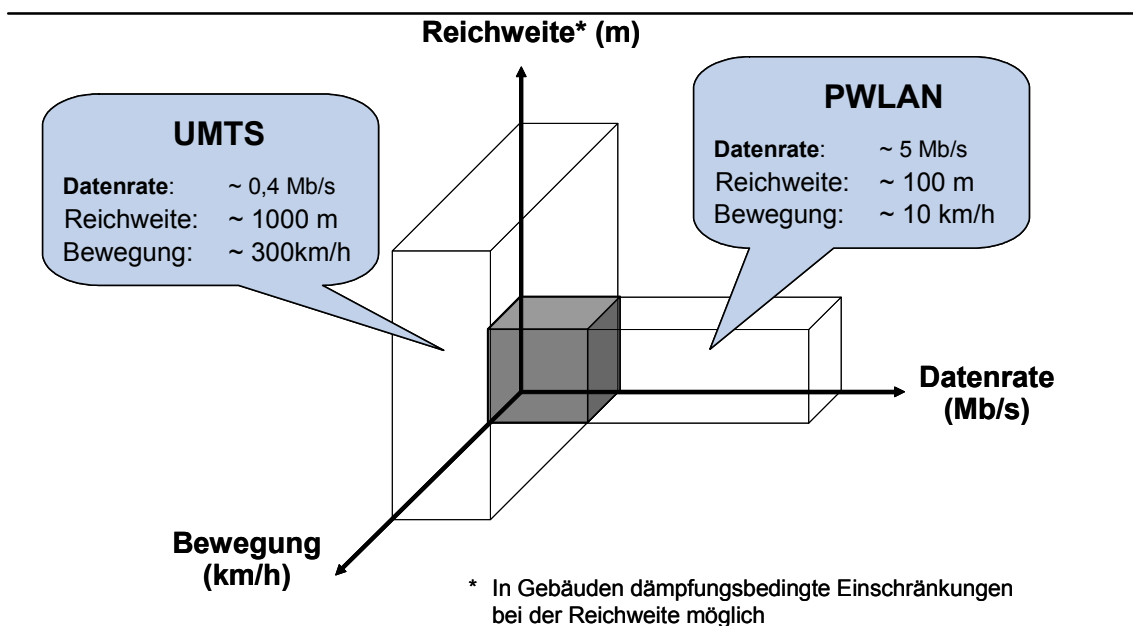 Reichweite* (m)
UMTS
Datenrate: ~ 0,4 Mb/s
Reichweite: ~ 1000 m
Bewegung: ~ 300km/h
PWLAN
Datenrate: ~ 5 Mb/s
Reichweite: ~ 100 m
Bewegung: ~ 10 km/h
Datenrate
(Mb/s)
Bewegung
(km/h)
* In Gebäuden dämpfungsbedingte Einschränkungen
bei der Reichweite möglich